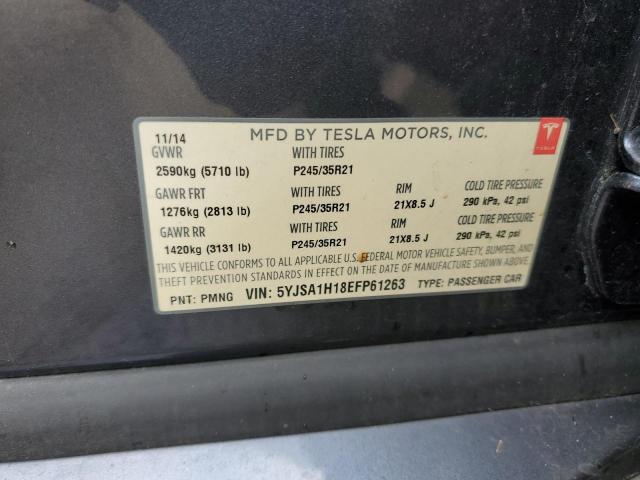 11/14 MFD BY TESLA MOTORS, INC. TESLA
GVWR WITH TIRES
2590kg (5710 lb) P245/35R21
GAWR FRT WITH TIRES RIM COLD TIRE PRESSURE
1276kg (2813 lb) P245/35R21 21X8.5 J 290 kPa, 42 psi
GAWR RR WITH TIRES RIM COLD TIRE PRESSURE
1420kg (3131 lb) P245/35R21 21X8.5 J 290 kPa, 42 psi
THIS VEHICLE CONFORMS TO ALL APPLICABLE U.S. FEDERAL MOTOR VEHICLE SAFETY, BUMPER, AND
THEFT PREVENTION STANDARDS IN EFFECT ON THE DATE OF MANUFACTURE SHOWN ABOVE.
PNT: PMNG VIN: 5YJSA1H18EFP61263 TYPE: PASSENGER CAR